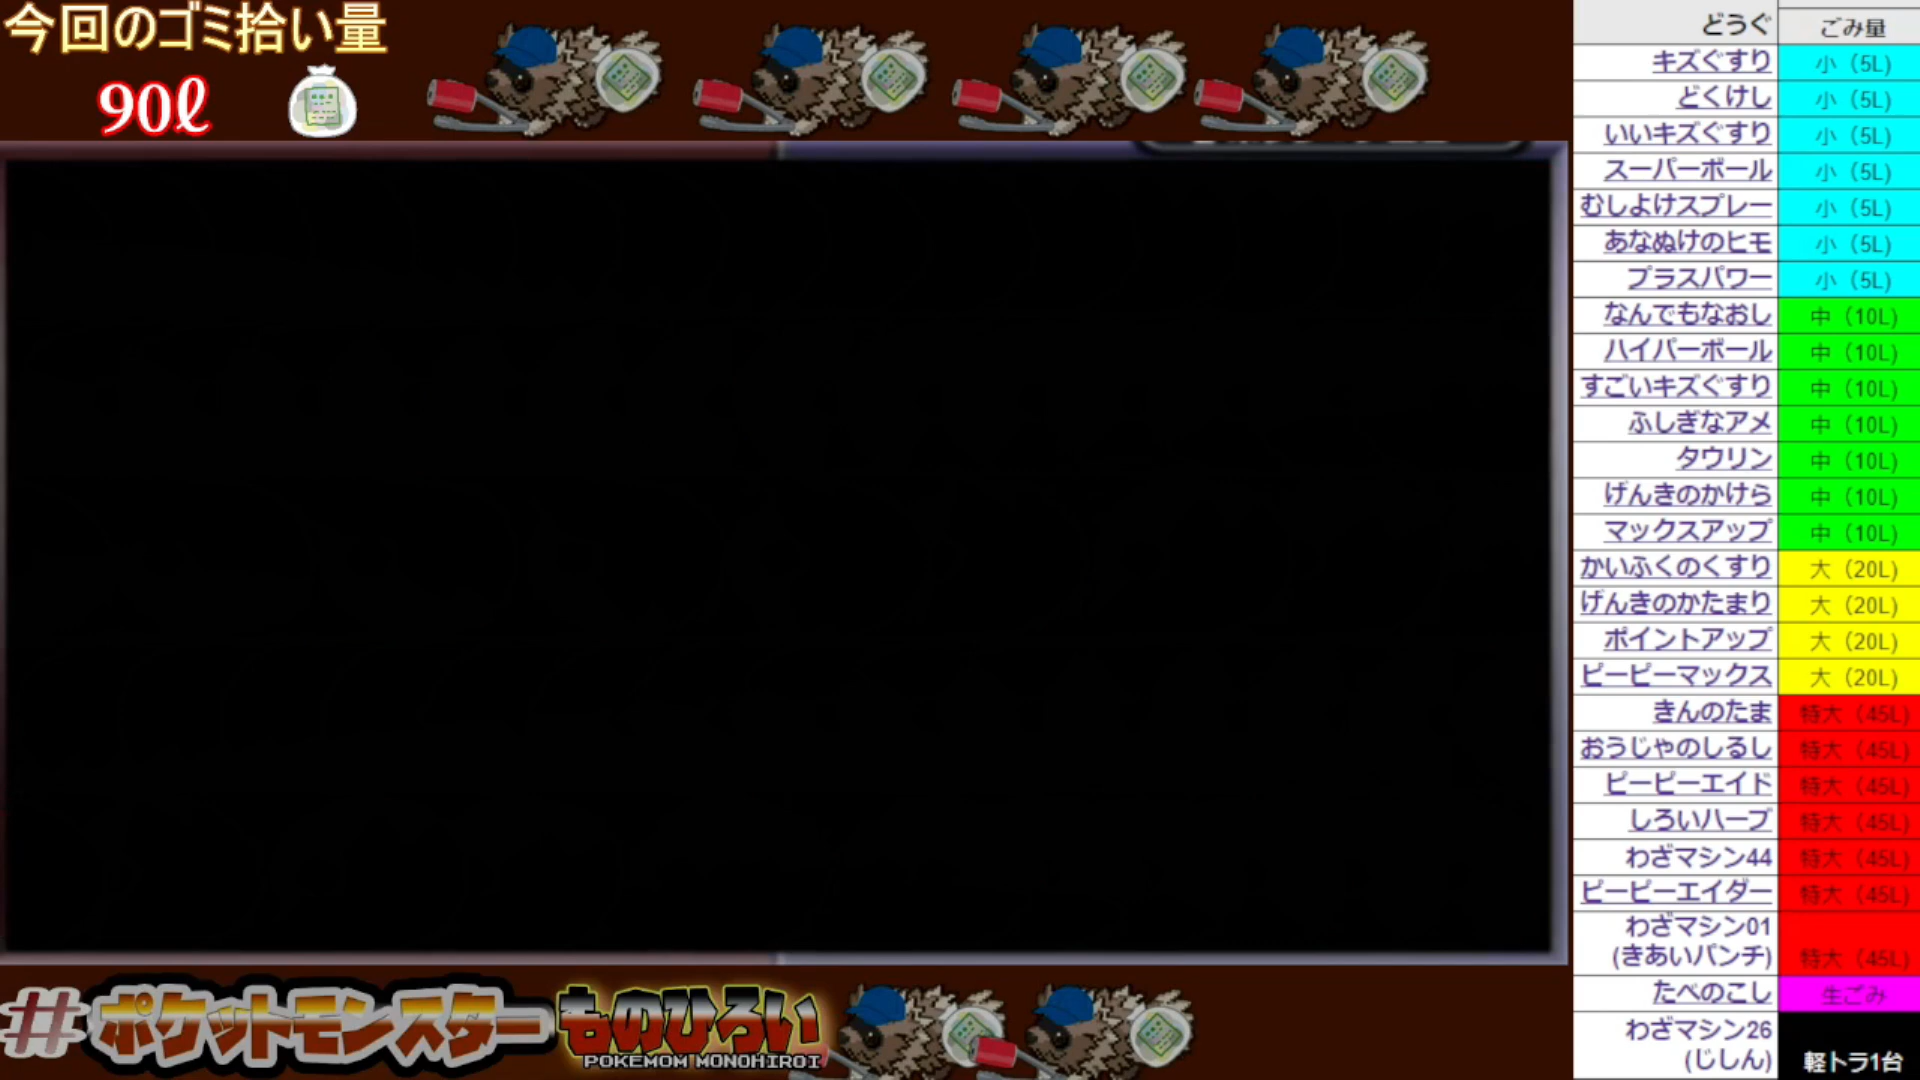 今回のゴミ拾い量
90ℓ
どうぐ ごみ量
キズぐすり 小（5L）
どくけし 小（5L）
いいキズぐすり 小（5L）
スーパーボール 小（5L）
むしよけスプレー 小（5L）
あなぬけのヒモ 小（5L）
プラスパワー 小（5L）
なんでもなおし 中（10L）
ハイパーボール 中（10L）
すごいキズぐすり 中（10L）
ふしぎなアメ 中（10L）
タウリン 中（10L）
げんきのかけら 中（10L）
マックスアップ 中（10L）
かいふくのくすり 大（20L）
げんきのかたまり 大（20L）
ポイントアップ 大（20L）
ピーピーマックス 大（20L）
きんのたま 特大（45L）
おうじゃのしるし 特大（45L）
ピーピーエイド 特大（45L）
しろいハーブ 特大（45L）
わざマシン44 特大（45L）
ピーピーエイダー 特大（45L）
わざマシン01
(きあいパンチ) 特大（45L）
たべのこし 生ごみ
わざマシン26
(じしん) 軽トラ1台
#ポケットモンスターものひろい
POKEMOM MONOHIROI